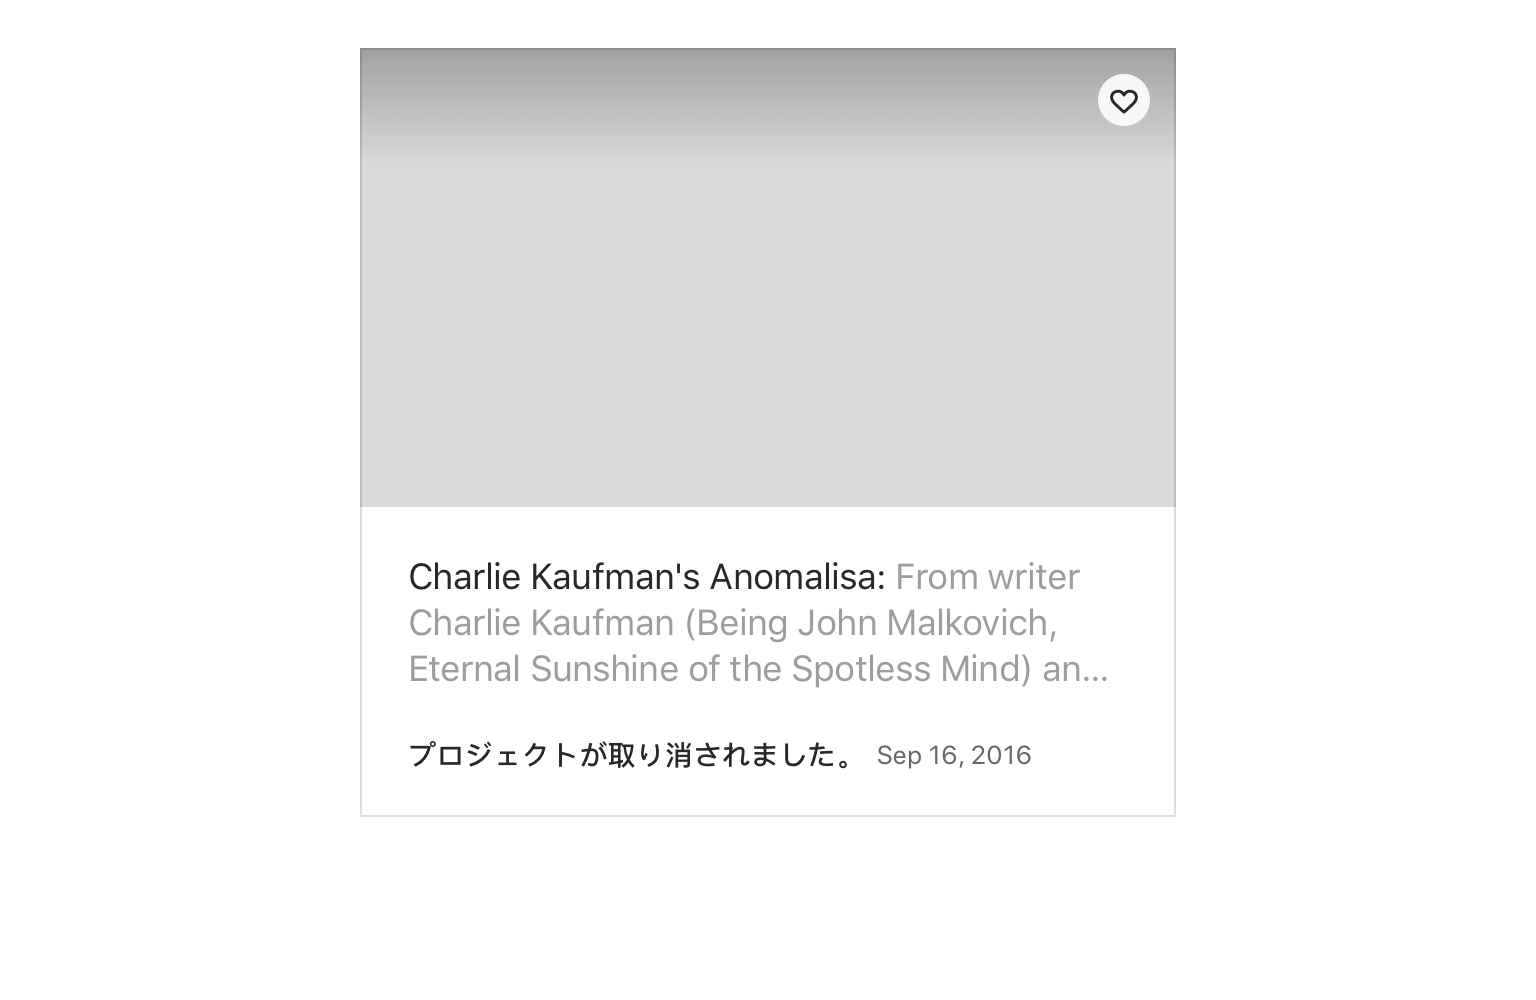 Charlie Kaufman's Anomalisa: From writer
Charlie Kaufman (Being John Malkovich,
Eternal Sunshine of the Spotless Mind) an…
プロジェクトが取り消されました。 Sep 16, 2016